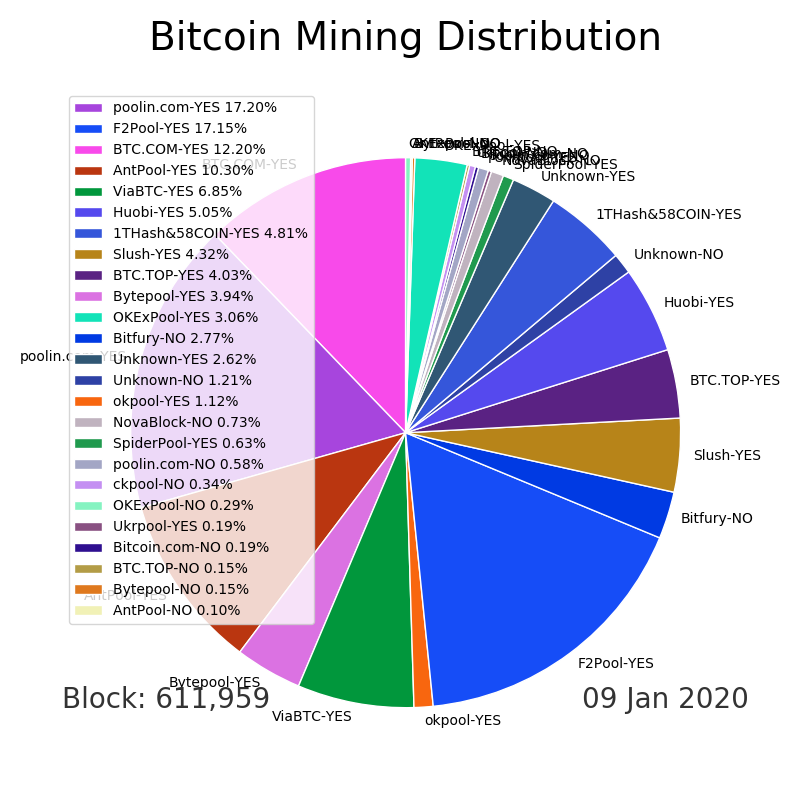 Bitcoin Mining Distribution
poolin.com-YES 17.20%
F2Pool-YES 17.15%
BTC.COM-YES 12.20%
AntPool-YES 10.30%
ViaBTC-YES 6.85%
Huobi-YES 5.05%
1THash&58COIN-YES 4.81%
Slush-YES 4.32%
BTC.TOP-YES 4.03%
Bytepool-YES 3.94%
OKExPool-YES 3.06%
Bitfury-NO 2.77%
Unknown-YES 2.62%
Unknown-NO 1.21%
okpool-YES 1.12%
NovaBlock-NO 0.73%
SpiderPool-YES 0.63%
poolin.com-NO 0.58%
ckpool-NO 0.34%
OKExPool-NO 0.29%
Ukrpool-YES 0.19%
Bitcoin.com-NO 0.19%
BTC.TOP-NO 0.15%
Bytepool-NO 0.15%
AntPool-NO 0.10%
BTC.COM-YES
poolin.com-YES
AntPool-YES
Bytepool-YES
ViaBTC-YES
okpool-YES
F2Pool-YES
Bitfury-NO
Slush-YES
BTC.TOP-YES
Huobi-YES
Unknown-NO
1THash&58COIN-YES
Unknown-YES
SpiderPool-YES
Block: 611,959
09 Jan 2020